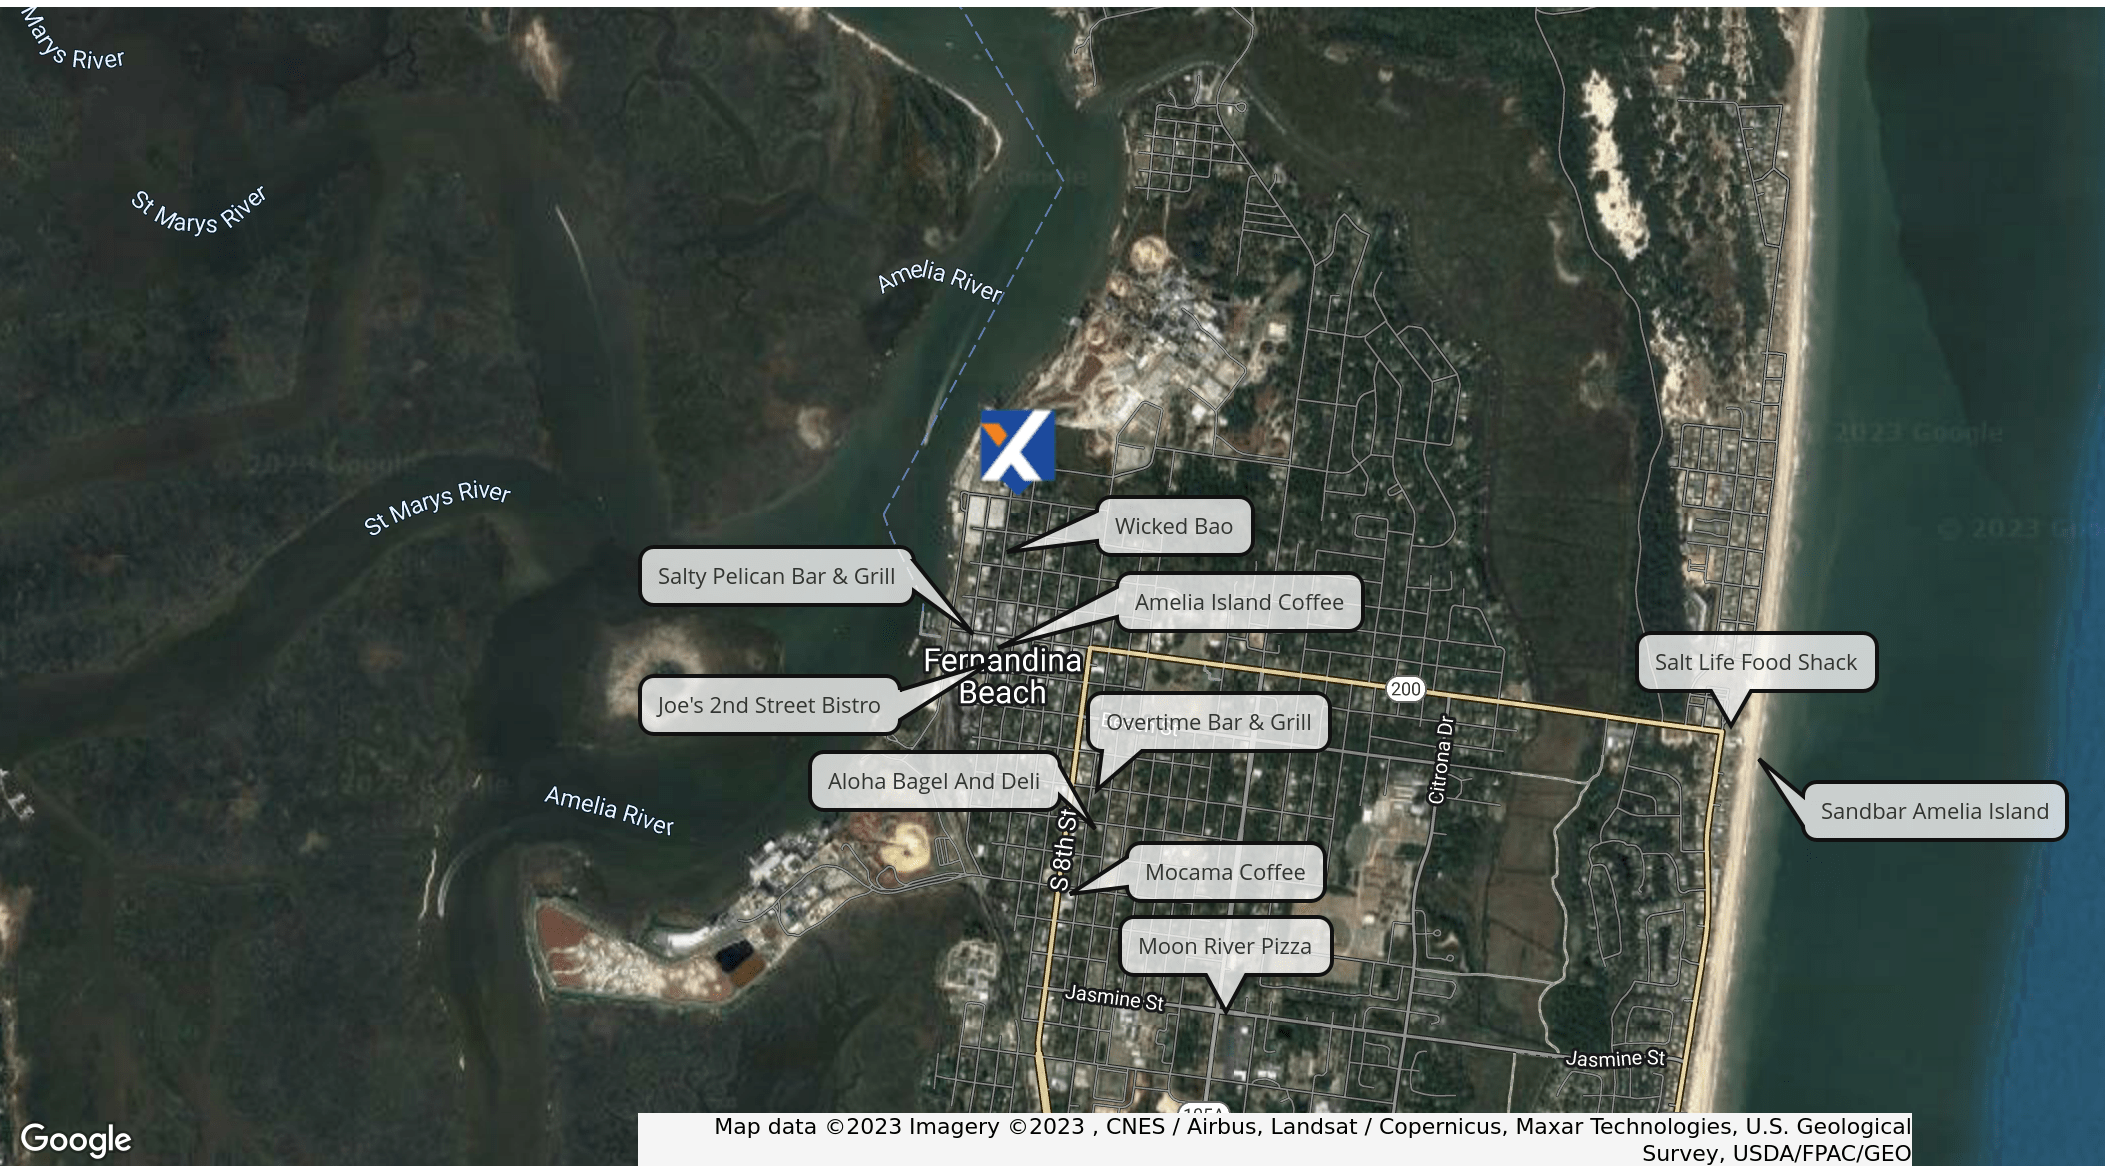 Marys River
St Marys River
Amelia River
St Marys River
Wicked Bao
Salty Pelican Bar & Grill
Amelia Island Coffee
Fernandina
Beach
Salt Life Food Shack
200
Joe's 2nd Street Bistro
Overtime Bar & Grill
Citrona Dr
Aloha Bagel And Deli
Amelia River
Sandbar Amelia Island
S 8th St
Mocama Coffee
Moon River Pizza
Jasmine St
Jasmine St
Google
Map data ©2023 Imagery ©2023 , CNES / Airbus, Landsat / Copernicus, Maxar Technologies, U.S. Geological
Survey, USDA/FPAC/GEO